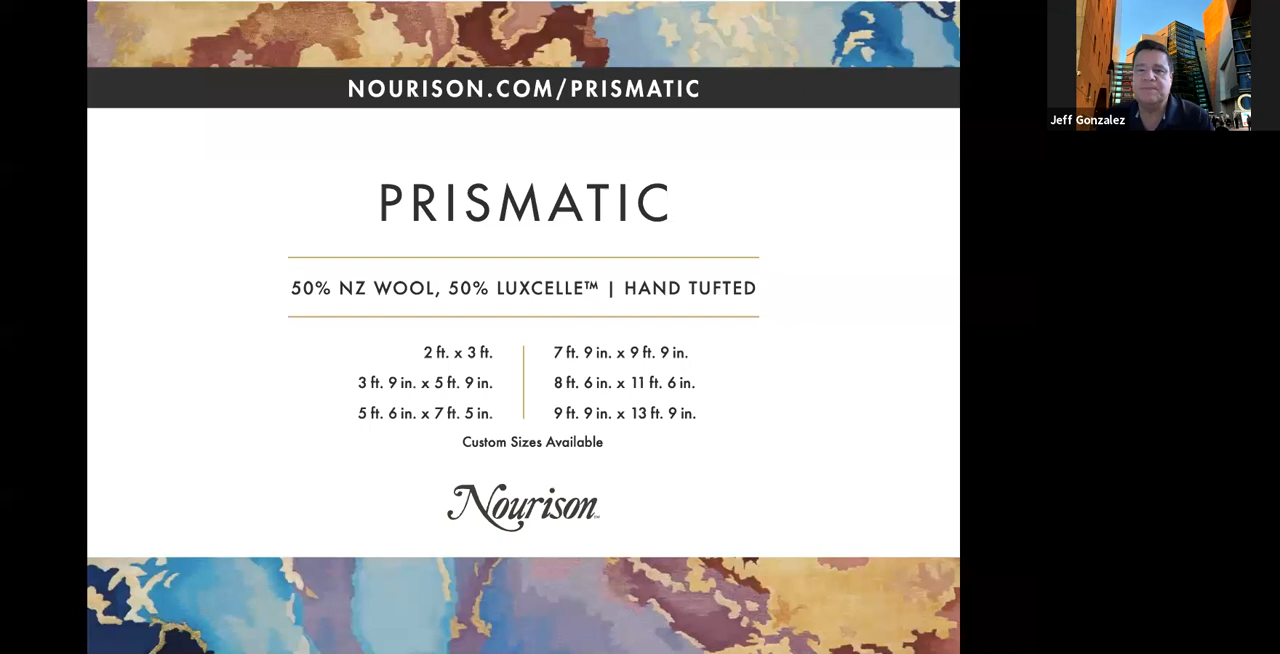 NOURISON.COM/PRISMATIC
Jeff Gonzalez
PRISMATIC
50% NZ WOOL, 50% LUXCELLE™ | HAND TUFTED
2 ft. x 3 ft.
3 ft. 9 in. x 5 ft. 9 in.
5 ft. 6 in. x 7 ft. 5 in.
7 ft. 9 in. x 9 ft. 9 in.
8 ft. 6 in. x 11 ft. 6 in.
9 ft. 9 in. x 13 ft. 9 in.
Custom Sizes Available
Nourison